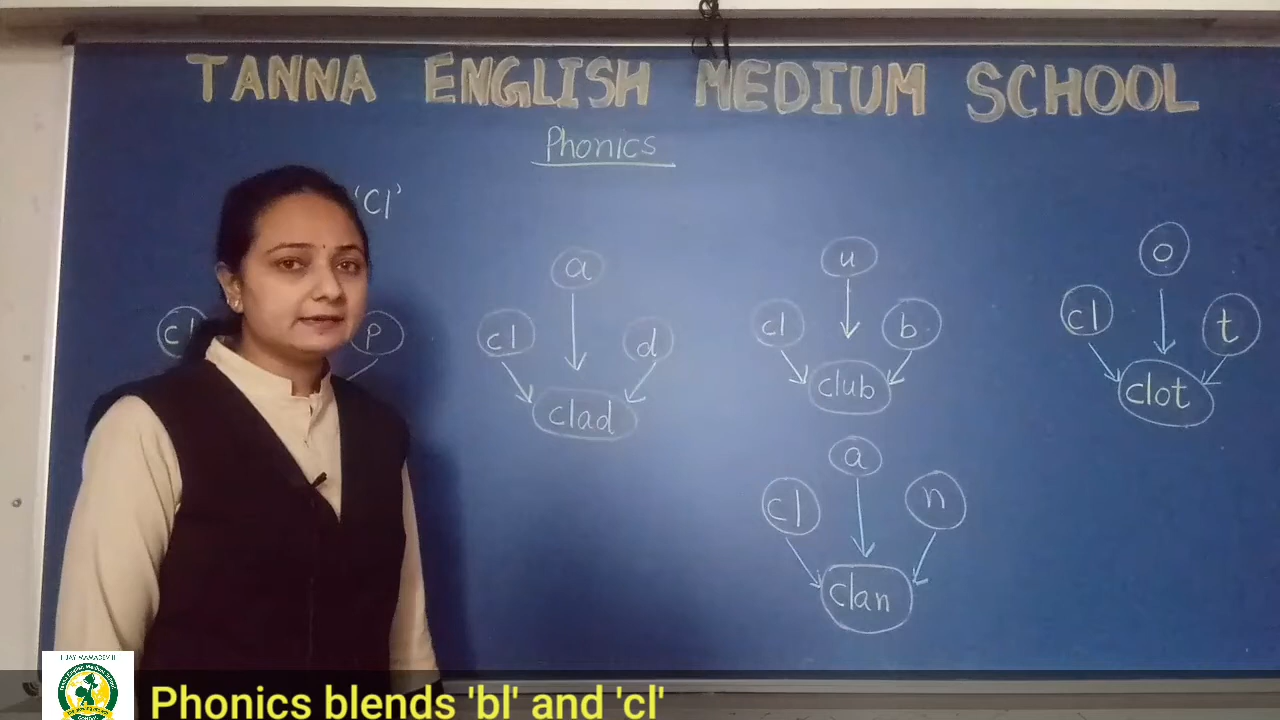 TANNA ENGLISH MEDIUM SCHOOL
Phonics
'Cl'
a
u
o
cl
p
cl
d
cl
b
cl
t
clad
club
clot
a
cl
n
clan
Phonics blends 'bl' and 'cl'